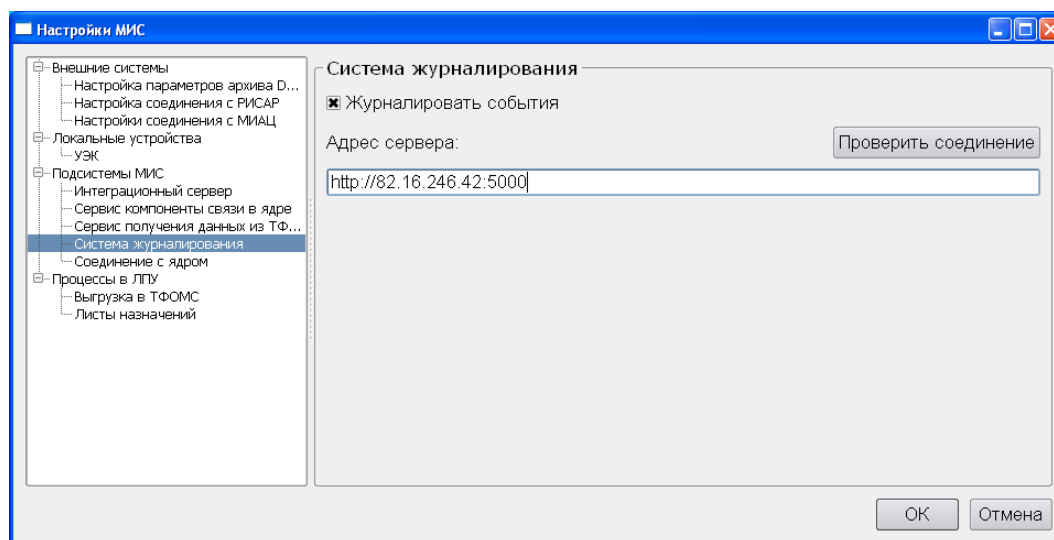 Настройки МИС
Внешние системы
Настройка параметров архива D...
Настройка соединения с РИСАР
Настройки соединения с МИАЦ
Локальные устройства
УЭК
Подсистемы МИС
Интеграционный сервер
Сервис компоненты связи в ядре
Сервис получения данных из ТФ...
Система журналирования
Соединение с ядром
Процессы в ЛПУ
Выгрузка в ТФОМС
Листы назначений
Система журналирования
Журналировать события
Адрес сервера:
Проверить соединение
http://82.16.246.42:5000
ОК
Отмена